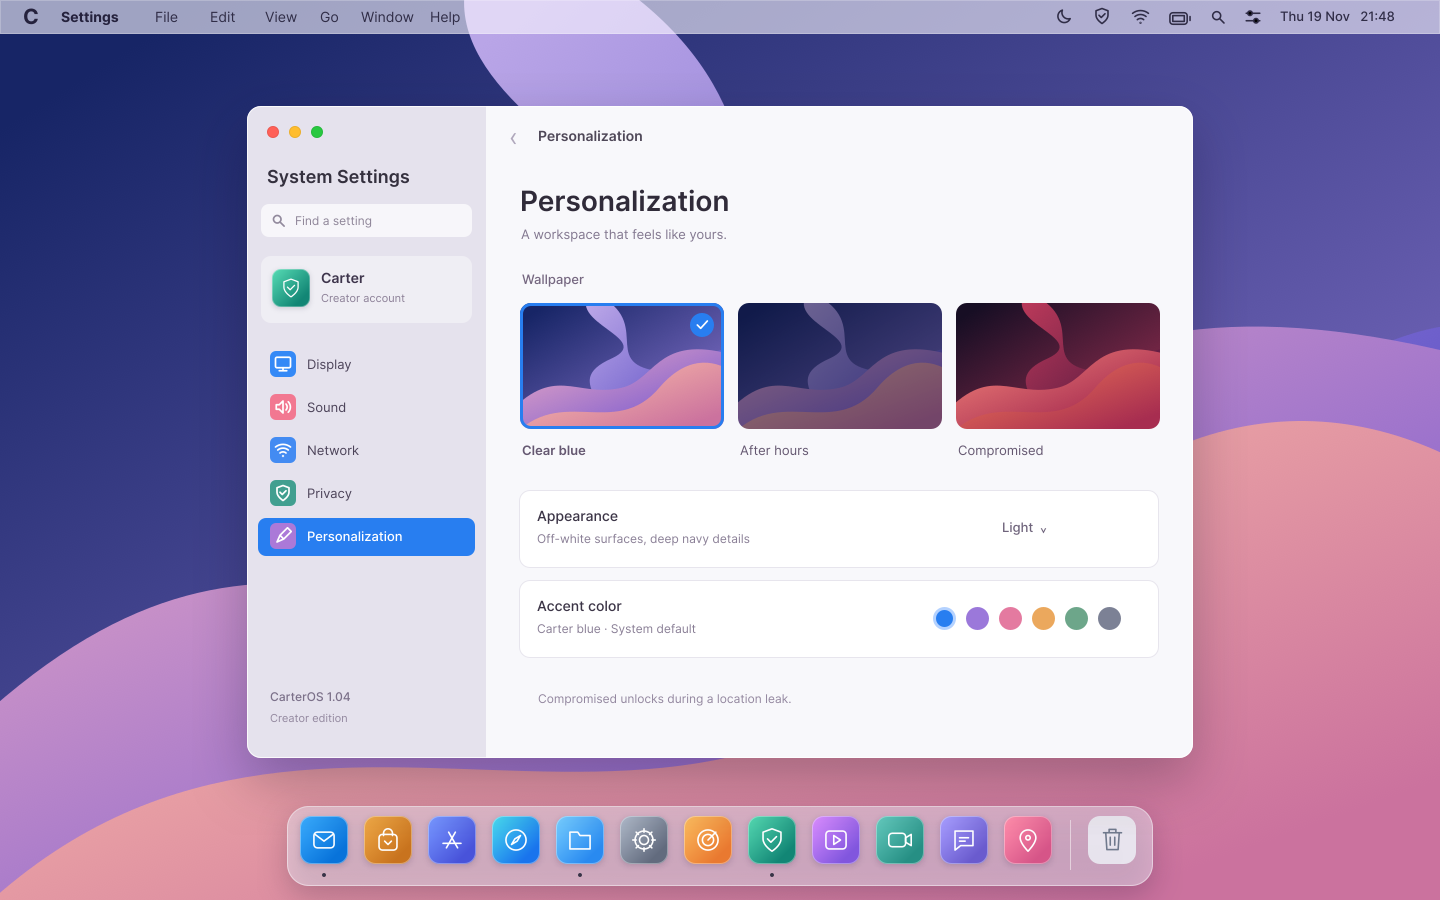 C Settings File Edit View Go Window Help Thu 19 Nov 21:48
System Settings
Find a setting
Carter
Creator account
Display
Sound
Network
Privacy
Personalization
CarterOS 1.04
Creator edition
Personalization
Personalization
A workspace that feels like yours.
Wallpaper
Clear blue After hours Compromised
Appearance
Off-white surfaces, deep navy details
Light
Accent color
Carter blue · System default
Compromised unlocks during a location leak.